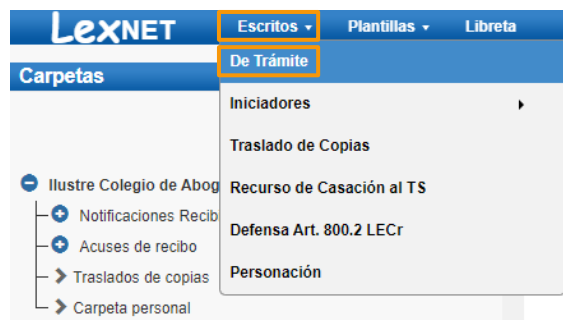 LexNET Escritos Plantillas Libreta
Carpetas
De Trámite
Iniciadores
Traslado de Copias
Recurso de Casación al TS
Defensa Art. 800.2 LECr
Personación
Ilustre Colegio de Abog
Notificaciones Recib
Acuses de recibo
Traslados de copias
Carpeta personal